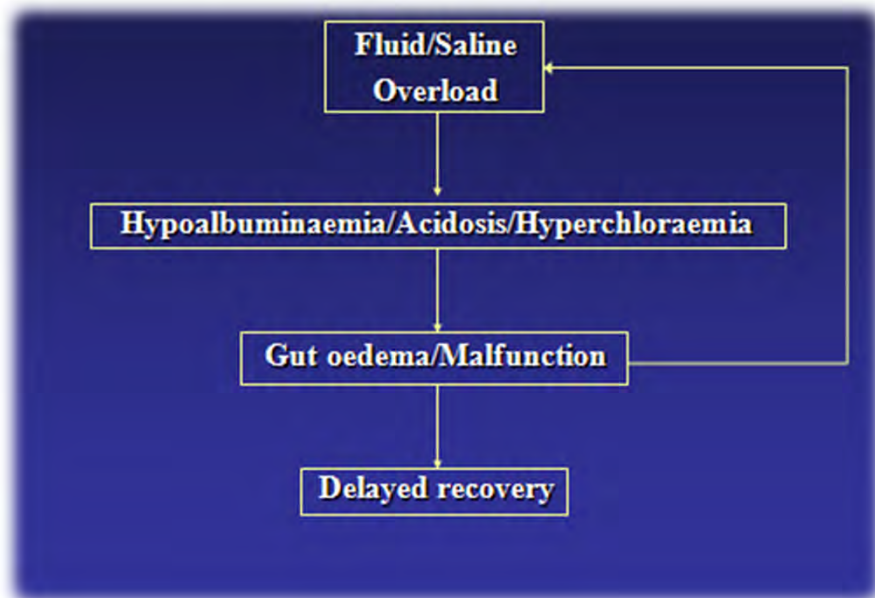 Fluid/Saline
Overload
Hypoalbuminaemia/Acidosis/Hyperchloraemia
Gut oedema/Malfunction
Delayed recovery